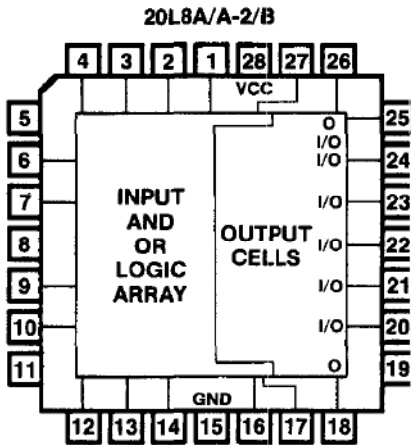 20L8A/A-2/B
4 3 2 1 28 27 26
VCC
5 25
O
I/O
6 I/O 24
7 I/O 23
INPUT
AND
OR
LOGIC
ARRAY
OUTPUT
CELLS
8 I/O 22
9 I/O 21
10 I/O 20
11 O 19
GND
12 13 14 15 16 17 18